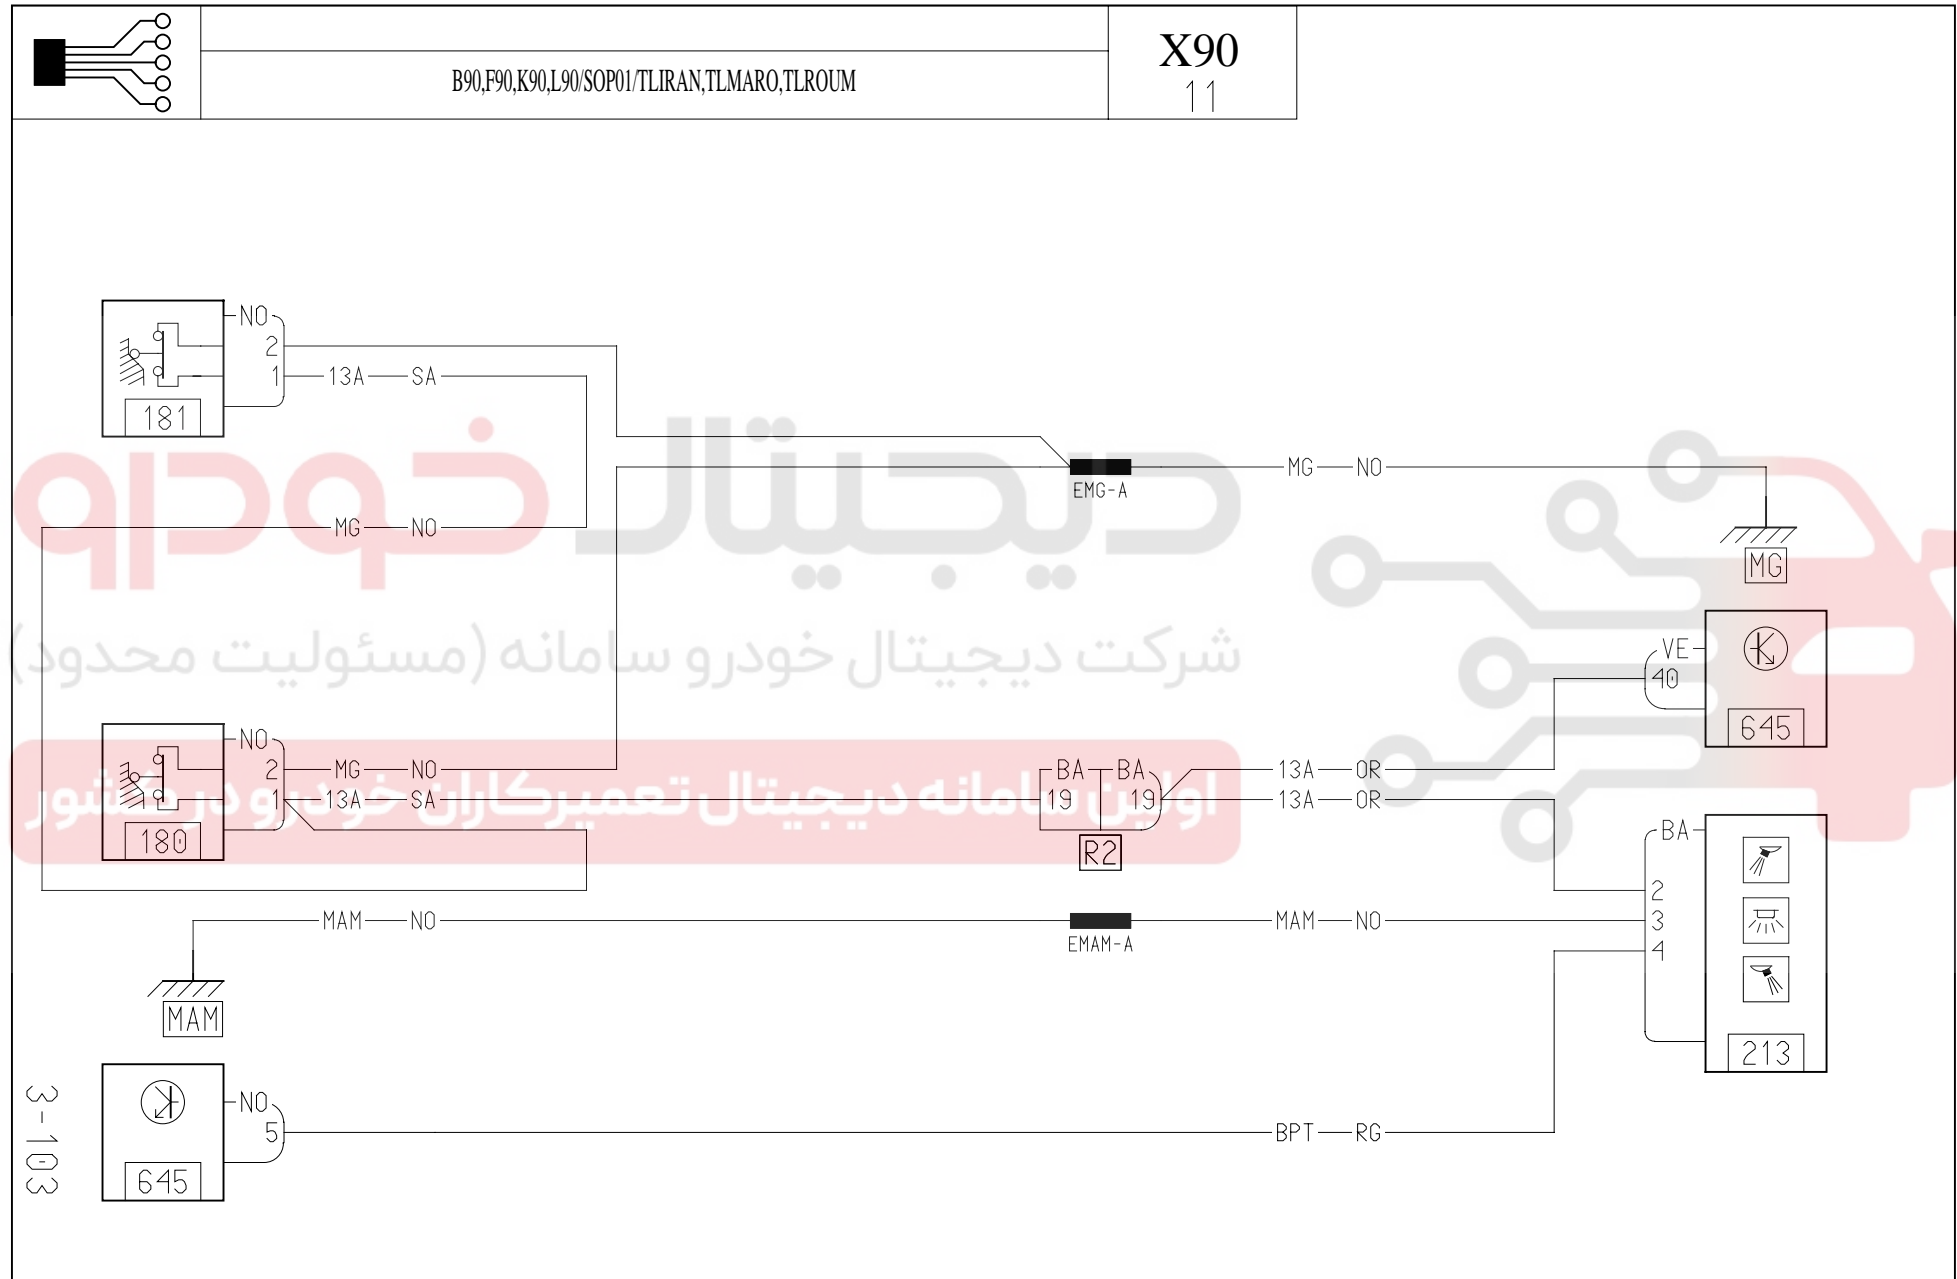 X90
B90,F90,K90,L90/SOP01/TLIRAN,TLMARO,TLROUM
11
NO
2
1
13A SA
181
MG NO
EMG-A
MG
MG NO
دیجیتال خودرو
شرکت دیجیتال خودرو سامانه (مسئولیت محدود)
VE
40
645
NO
2 MG NO
1 13A SA
180
BA BA
19 19
R2
13A OR
13A OR
اولین سامانه دیجیتال تعمیرکاران خودرو در کشور
BA
2
3
4
213
MAM NO
EMAM-A
MAM NO
MAM
NO
5
645
BPT RG
3-103